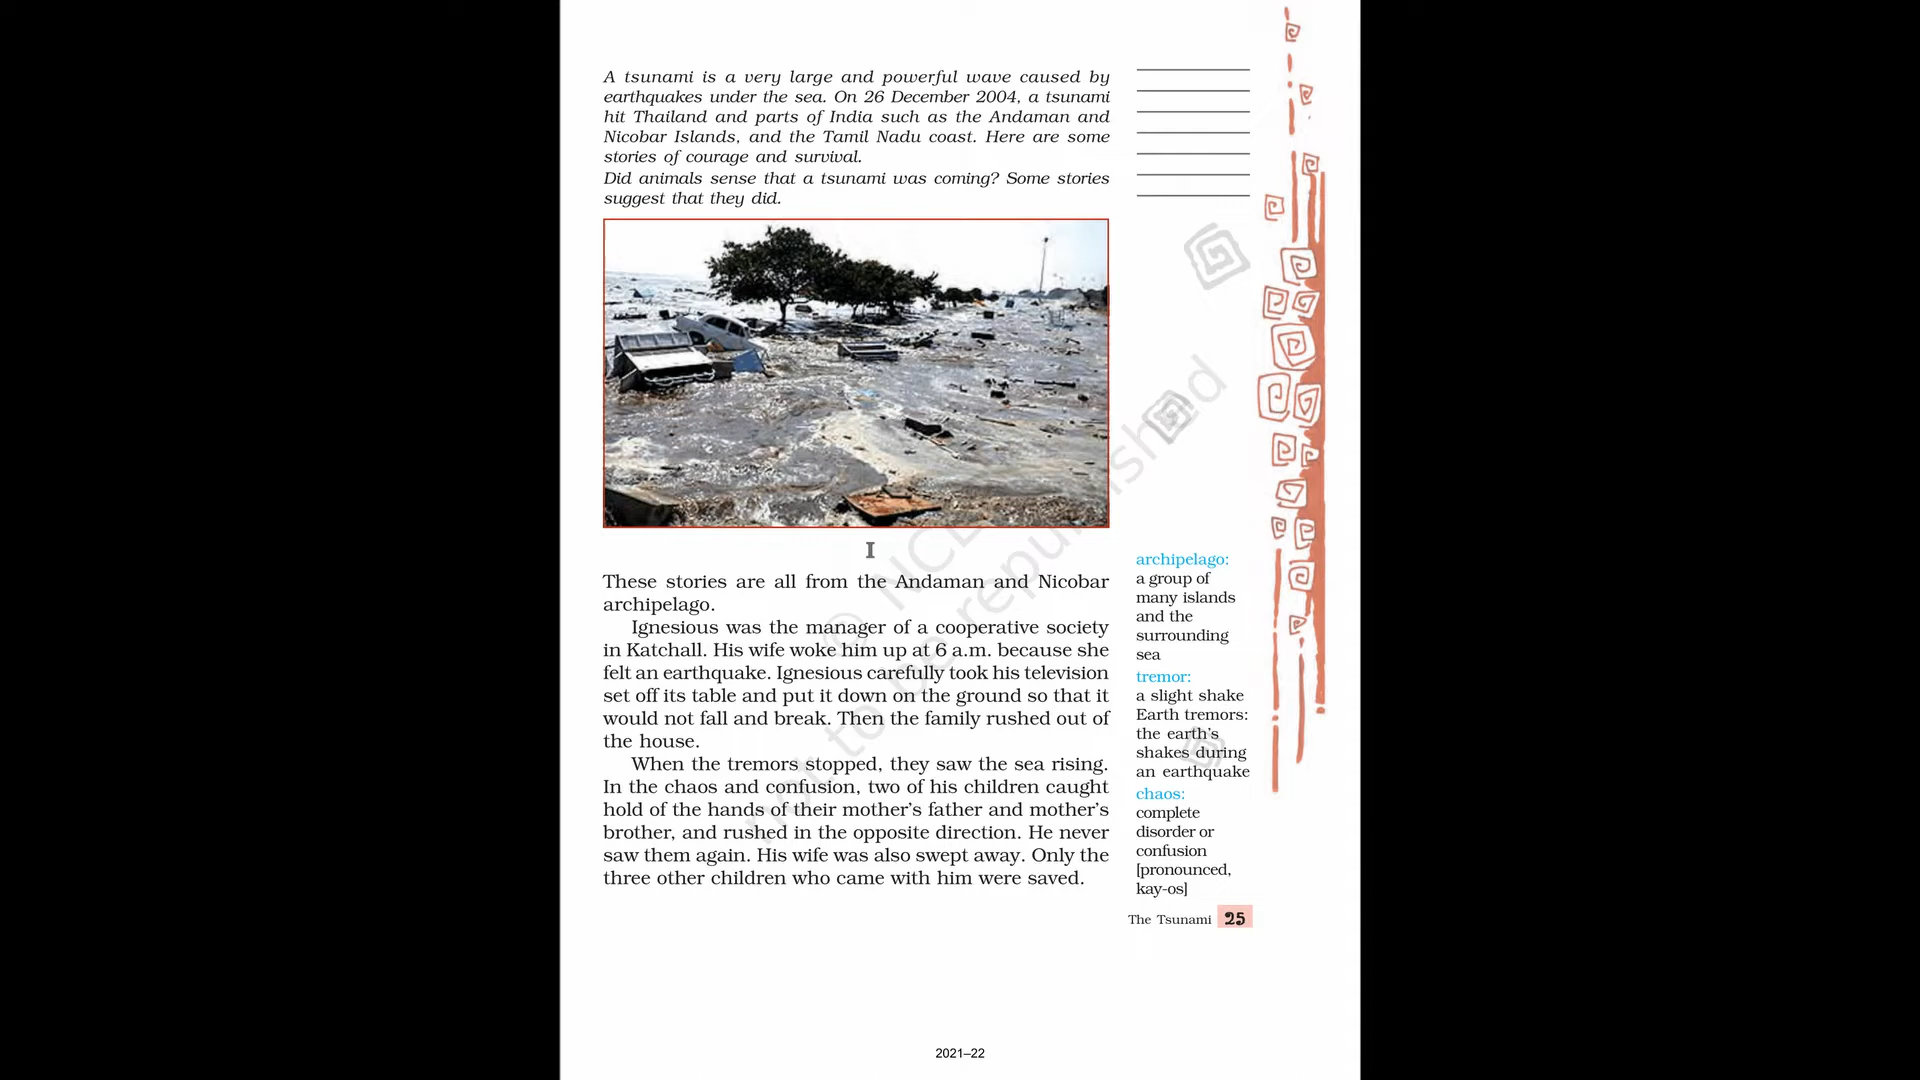 A tsunami is a very large and powerful wave caused by
earthquakes under the sea. On 26 December 2004, a tsunami
hit Thailand and parts of India such as the Andaman and
Nicobar Islands, and the Tamil Nadu coast. Here are some
stories of courage and survival.
Did animals sense that a tsunami was coming? Some stories
suggest that they did.
I
These stories are all from the Andaman and Nicobar
archipelago.
Ignesious was the manager of a cooperative society
in Katchall. His wife woke him up at 6 a.m. because she
felt an earthquake. Ignesious carefully took his television
set off its table and put it down on the ground so that it
would not fall and break. Then the family rushed out of
the house.
When the tremors stopped, they saw the sea rising.
In the chaos and confusion, two of his children caught
hold of the hands of their mother's father and mother's
brother, and rushed in the opposite direction. He never
saw them again. His wife was also swept away. Only the
three other children who came with him were saved.
archipelago:
a group of
many islands
and the
surrounding
sea
tremor:
a slight shake
Earth tremors:
the earth's
shakes during
an earthquake
chaos:
complete
disorder or
confusion
[pronounced,
kay-os]
The Tsunami 25
2021–22
not to be republished